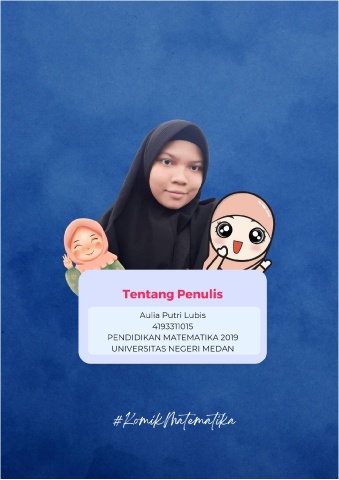 Tentang Penulis
Aulia Putri Lubis
4193311015
PENDIDIKAN MATEMATIKA 2019
UNIVERSITAS NEGERI MEDAN
#KomikMatematika